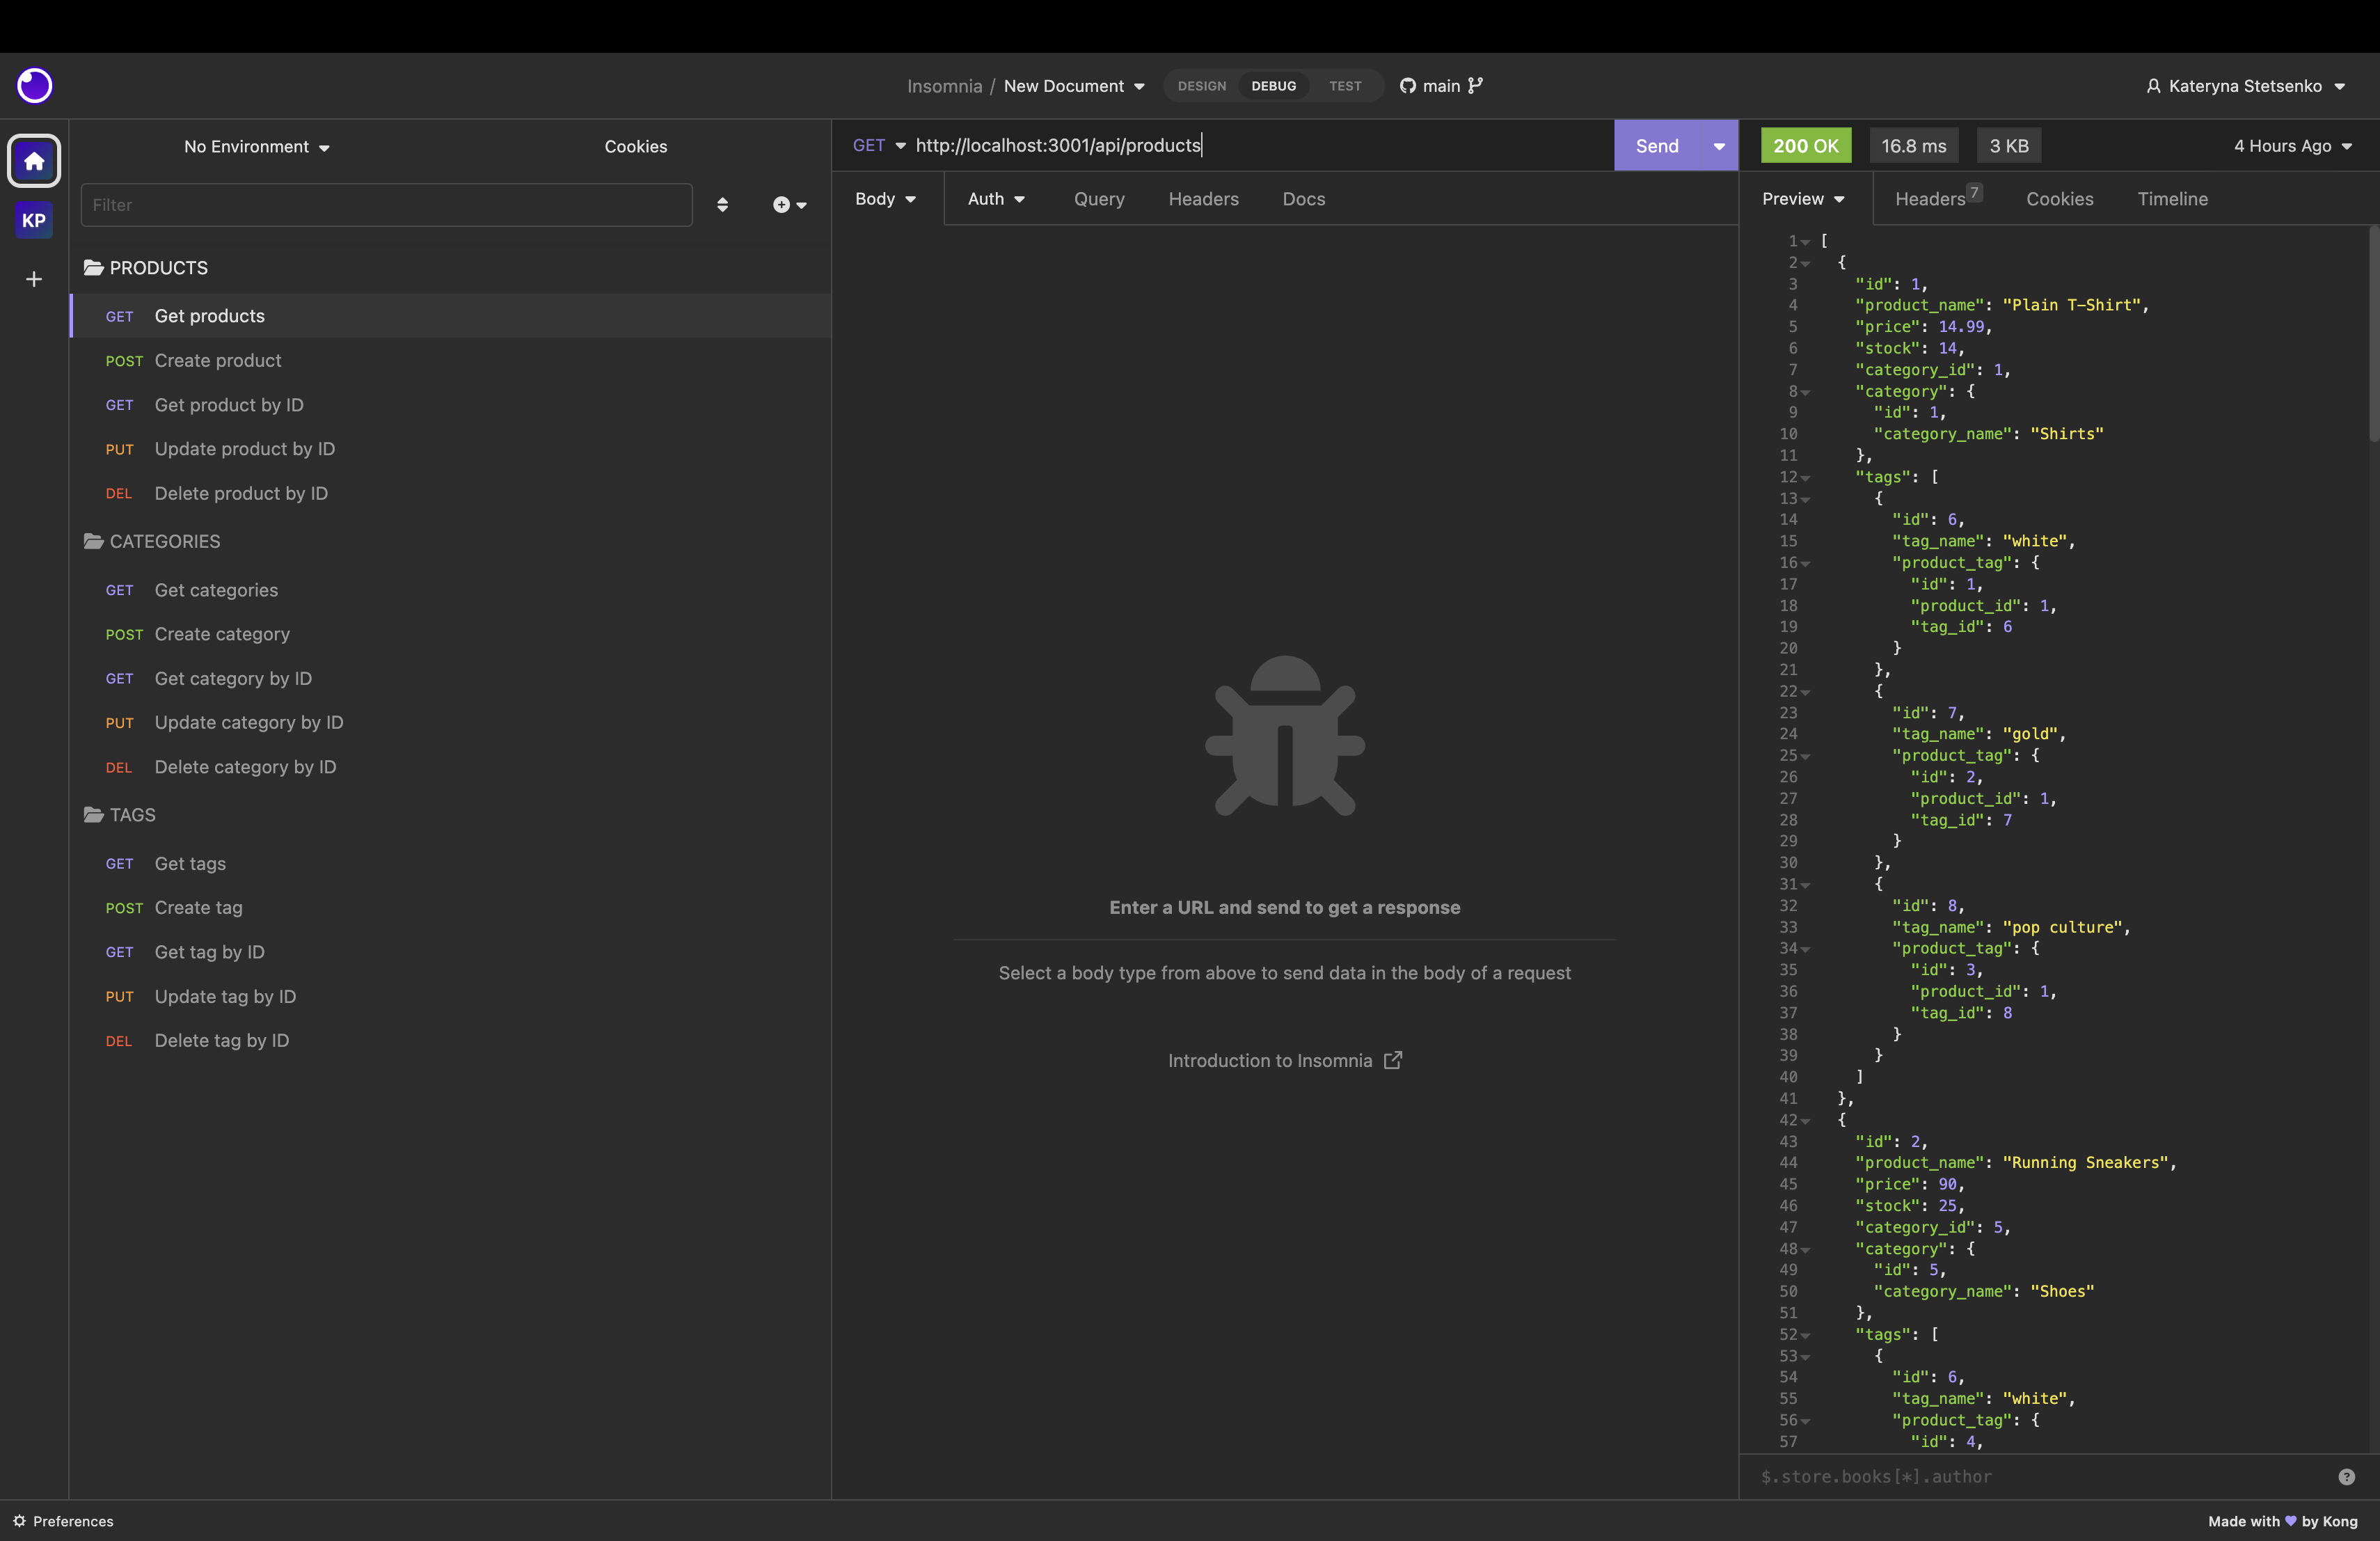 Insomnia / New Document
DESIGN DEBUG TEST
main
Kateryna Stetsenko
KP
No Environment
Cookies
Filter
PRODUCTS
GET Get products
POST Create product
GET Get product by ID
PUT Update product by ID
DEL Delete product by ID
CATEGORIES
GET Get categories
POST Create category
GET Get category by ID
PUT Update category by ID
DEL Delete category by ID
TAGS
GET Get tags
POST Create tag
GET Get tag by ID
PUT Update tag by ID
DEL Delete tag by ID
GET http://localhost:3001/api/products
Send
Body Auth Query Headers Docs
Enter a URL and send to get a response
Select a body type from above to send data in the body of a request
Introduction to Insomnia
200 OK 16.8 ms 3 KB 4 Hours Ago
Preview Headers 7 Cookies Timeline
1 [
2 {
3 "id": 1,
4 "product_name": "Plain T-Shirt",
5 "price": 14.99,
6 "stock": 14,
7 "category_id": 1,
8 "category": {
9 "id": 1,
10 "category_name": "Shirts"
11 },
12 "tags": [
13 {
14 "id": 6,
15 "tag_name": "white",
16 "product_tag": {
17 "id": 1,
18 "product_id": 1,
19 "tag_id": 6
20 }
21 },
22 {
23 "id": 7,
24 "tag_name": "gold",
25 "product_tag": {
26 "id": 2,
27 "product_id": 1,
28 "tag_id": 7
29 }
30 },
31 {
32 "id": 8,
33 "tag_name": "pop culture",
34 "product_tag": {
35 "id": 3,
36 "product_id": 1,
37 "tag_id": 8
38 }
39 }
40 ]
41 },
42 {
43 "id": 2,
44 "product_name": "Running Sneakers",
45 "price": 90,
46 "stock": 25,
47 "category_id": 5,
48 "category": {
49 "id": 5,
50 "category_name": "Shoes"
51 },
52 "tags": [
53 {
54 "id": 6,
55 "tag_name": "white",
56 "product_tag": {
57 "id": 4,
$.store.books[*].author
Preferences
Made with ♥ by Kong